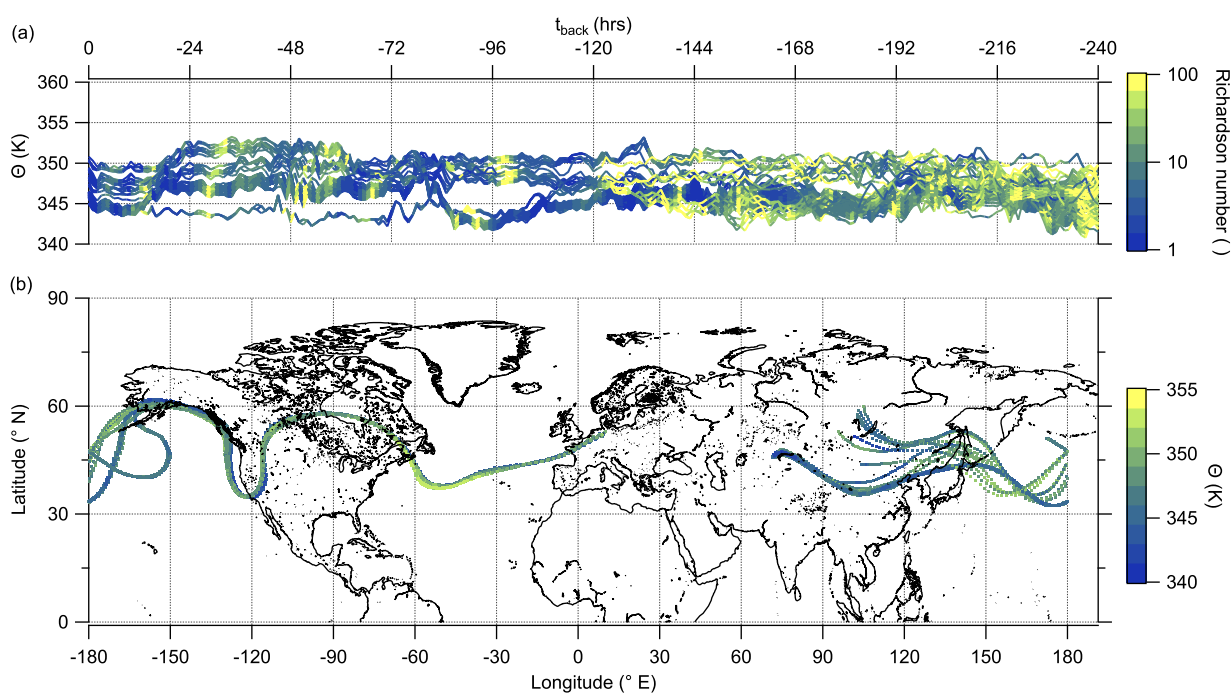 (a)
t_back (hrs)
0 -24 -48 -72 -96 -120 -144 -168 -192 -216 -240
360
355
350
345
340
Θ (K)
100
10
1
Richardson number ( )
(b)
90
60
30
0
Latitude (° N)
-180 -150 -120 -90 -60 -30 0 30 60 90 120 150 180
Longitude (° E)
355
350
345
340
Θ (K)